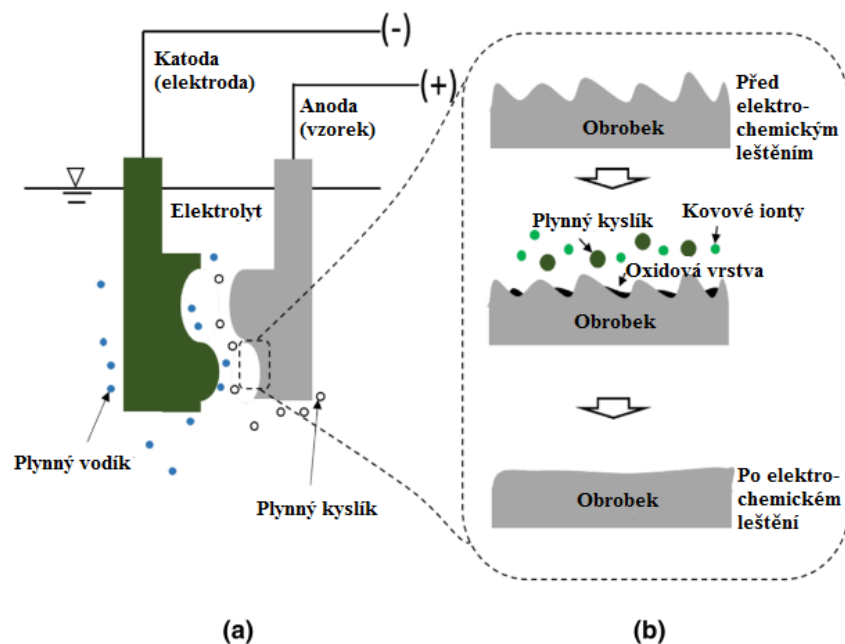 (-)
Katoda
(elektroda)
(+)
Anoda
(vzorek)
Elektrolyt
Plynný vodík
Plynný kyslík
(a)
Před
elektro-
chemickým
leštěním
Obrobek
Plynný kyslík
Kovové ionty
Oxidová vrstva
Obrobek
Po elektro-
chemickém
leštění
Obrobek
(b)